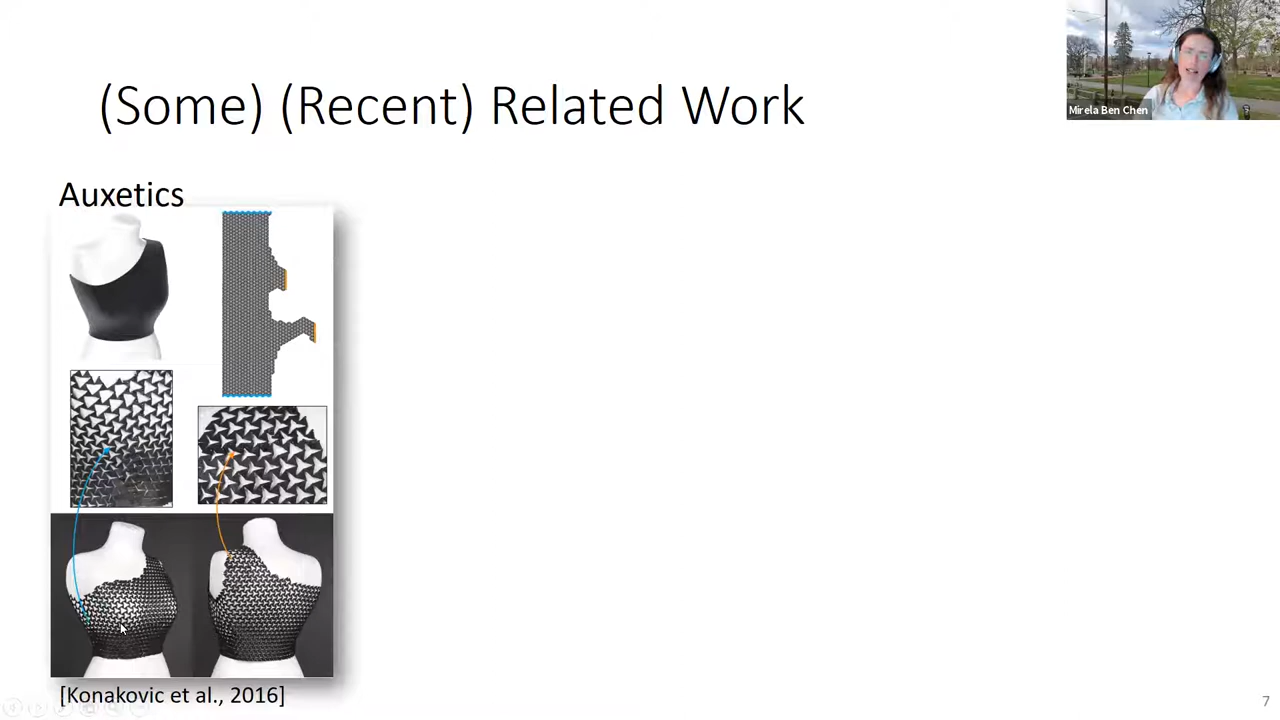 (Some) (Recent) Related Work
Mirela Ben Chen
Auxetics
[Konakovic et al., 2016]
7